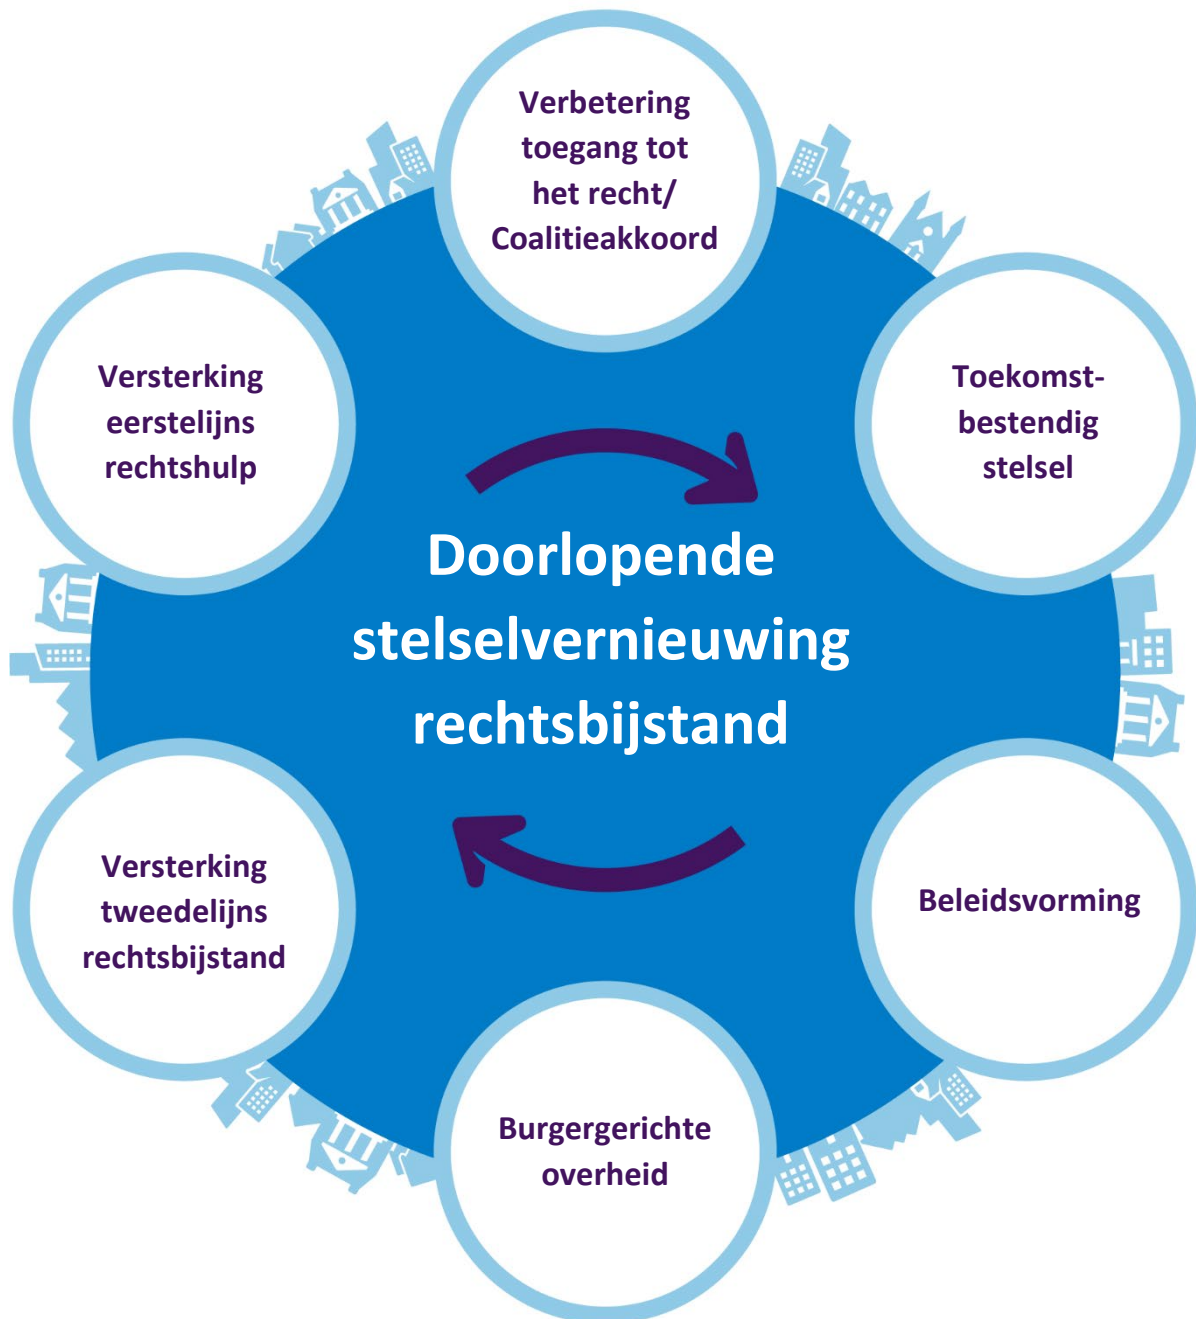 Verbetering
toegang tot
het recht/
Coalitieakkoord
Versterking
eerstelijns
rechtshulp
Toekomst-
bestendig
stelsel
Doorlopende
stelselvernieuwing
rechtsbijstand
Versterking
tweedelijns
rechtsbijstand
Beleidsvorming
Burgergerichte
overheid